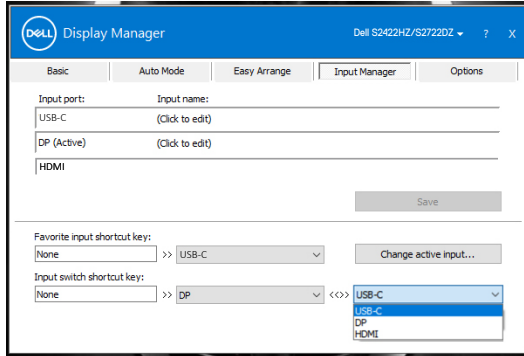 DELL Display Manager Dell S2422HZ/S2722DZ ? X
Basic Auto Mode Easy Arrange Input Manager Options
Input port: Input name:
USB-C (Click to edit)
DP (Active) (Click to edit)
HDMI
Save
Favorite input shortcut key:
None >> USB-C Change active input...
Input switch shortcut key:
None >> DP <<>> USB-C
USB-C
DP
HDMI